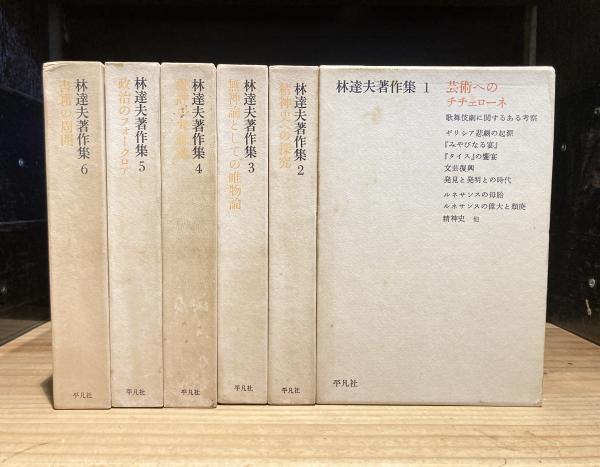 林達夫著作集 6
書籍の周囲
平凡社
林達夫著作集 5
政治のフォークロア
平凡社
林達夫著作集 4
平凡社
林達夫著作集 3
無神論としての唯物論
平凡社
林達夫著作集 2
精神史への探究
平凡社
林達夫著作集 1
芸術への
チチェローネ
歌舞伎劇に関するある考察
ギリシア悲劇の起源
『みやびなる宴』
『タイス』の饗宴
文芸復興
発見と発明との時代
ルネサンスの母胎
ルネサンスの偉大と頽廃
精神史 他
平凡社